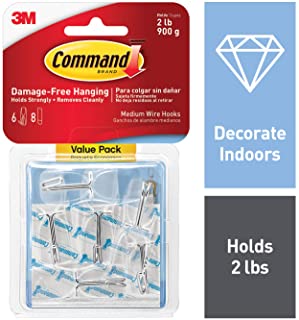 3M
Holds Tiene
2 lb
900 g
Command
BRAND
Damage-Free Hanging
Holds Strongly • Removes Cleanly
Para colgar sin dañar
Sujeta firmemente
No deja residuos al retirar
6 8
Medium Wire Hooks
Ganchos de alambre medianos
Value Pack
Decorate
Indoors
Holds
2 lbs